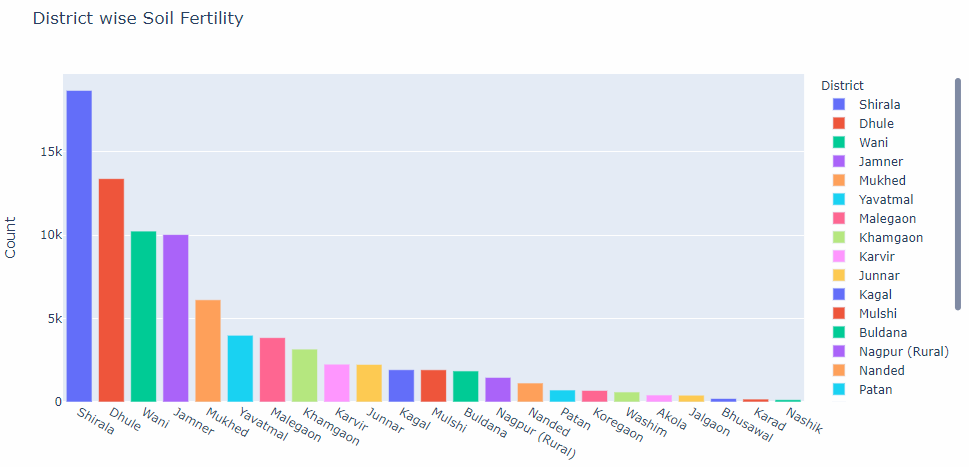 District wise Soil Fertility
Count
15k
10k
5k
0
Shirala
Dhule
Wani
Jamner
Mukhed
Yavatmal
Malegaon
Khamgaon
Karvir
Junnar
Kagal
Mulshi
Buldana
Nagpur (Rural)
Nanded
Patan
Koregaon
Washim
Akola
Jalgaon
Bhusawal
Karad
Nashik
District
Shirala
Dhule
Wani
Jamner
Mukhed
Yavatmal
Malegaon
Khamgaon
Karvir
Junnar
Kagal
Mulshi
Buldana
Nagpur (Rural)
Nanded
Patan